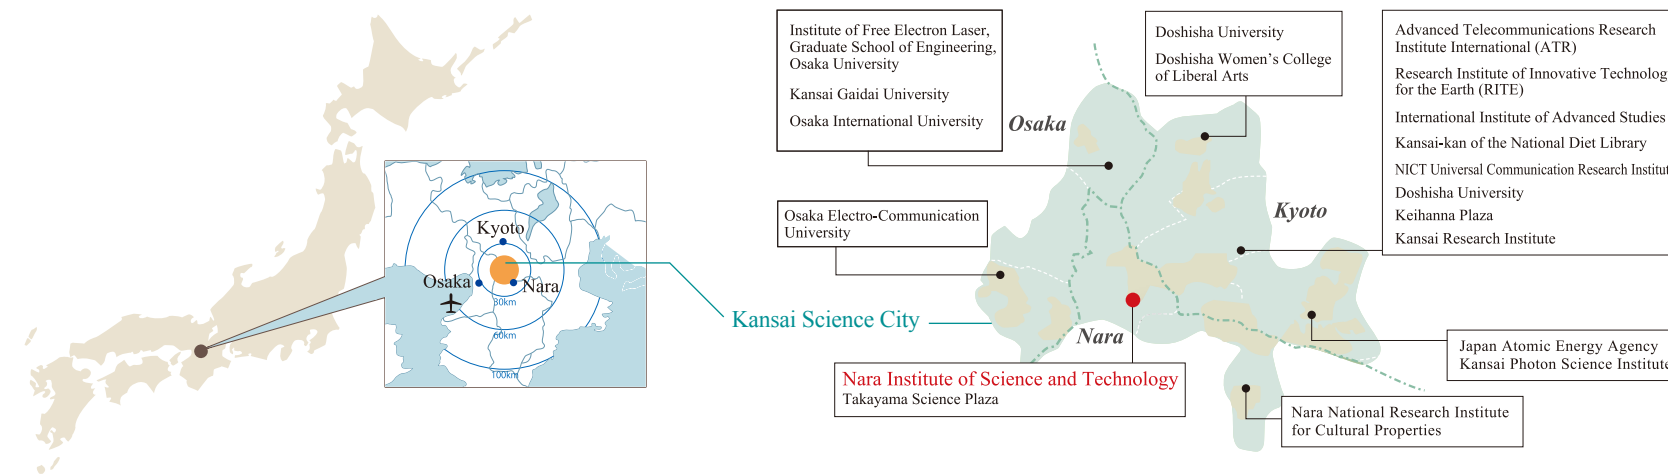 Kyoto
Osaka
Nara
30km
60km
100km
Kansai Science City
Institute of Free Electron Laser,
Graduate School of Engineering,
Osaka University
Kansai Gaidai University
Osaka International University
Osaka Electro-Communication
University
Doshisha University
Doshisha Women's College
of Liberal Arts
Advanced Telecommunications Research
Institute International (ATR)
Research Institute of Innovative Technolog
for the Earth (RITE)
International Institute of Advanced Studies
Kansai-kan of the National Diet Library
NICT Universal Communication Research Institut
Doshisha University
Keihanna Plaza
Kansai Research Institute
Osaka
Kyoto
Nara
Nara Institute of Science and Technology
Takayama Science Plaza
Japan Atomic Energy Agency
Kansai Photon Science Institute
Nara National Research Institute
for Cultural Properties